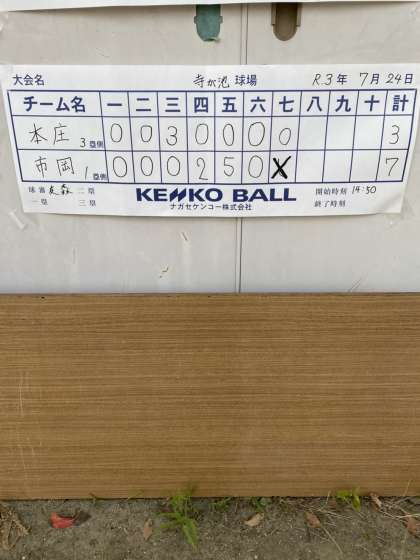 大会名 寺が池 球場 R3年 7月 24日
チーム名 一 二 三 四 五 六 七 八 九 十 計
本庄 3塁側 0 0 3 0 0 0 0 3
市岡 1塁側 0 0 0 2 5 0 X 7
球審 二塁 KENKO BALL 開始時刻 14:50
一塁 三塁 ナガセケンコー株式会社 終了時刻